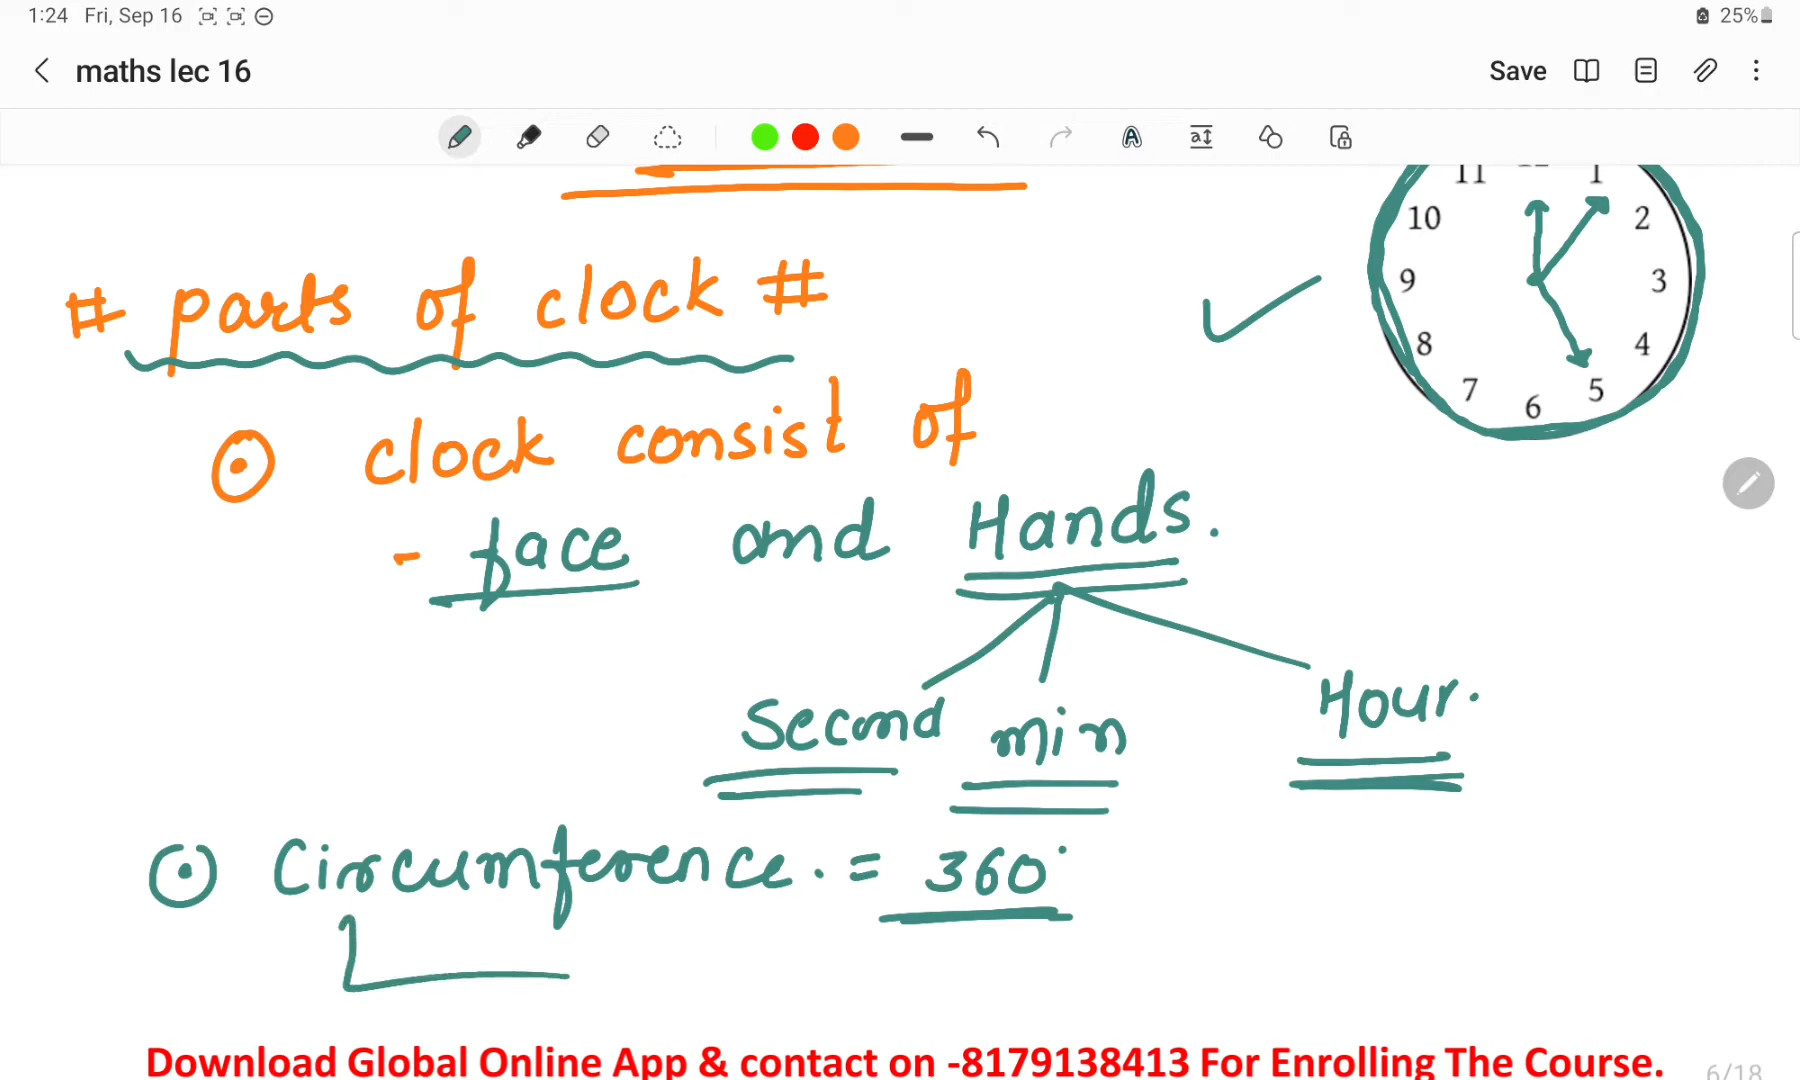 1:24 Fri, Sep 16 25%
maths lec 16
Save
11 1
10 2
9 3
8 4
7 5
6
# parts of clock #
clock consist of
- face and Hands.
Second min Hour.
Circumference. = 360°
Download Global Online App & contact on -8179138413 For Enrolling The Course.
6/18